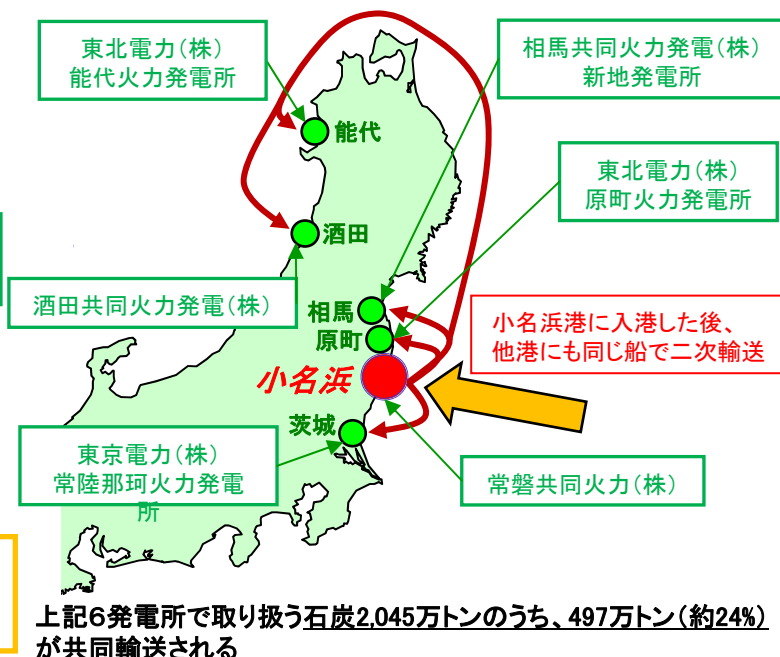 東北電力(株)
能代火力発電所
相馬共同火力発電(株)
新地発電所
能代
東北電力(株)
原町火力発電所
酒田
酒田共同火力発電(株)
相馬
原町
小名浜港に入港した後、
他港にも同じ船で二次輸送
小名浜
茨城
東京電力(株)
常陸那珂火力発電
所
常磐共同火力(株)
上記6発電所で取り扱う石炭2,045万トンのうち、497万トン(約24%)
が共同輸送される